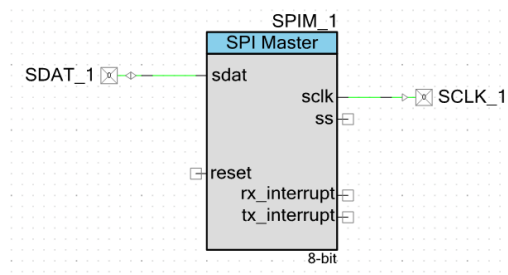 SPIM_1
SPI Master
SDAT_1
sdat
sclk
SCLK_1
ss
reset
rx_interrupt
tx_interrupt
8-bit